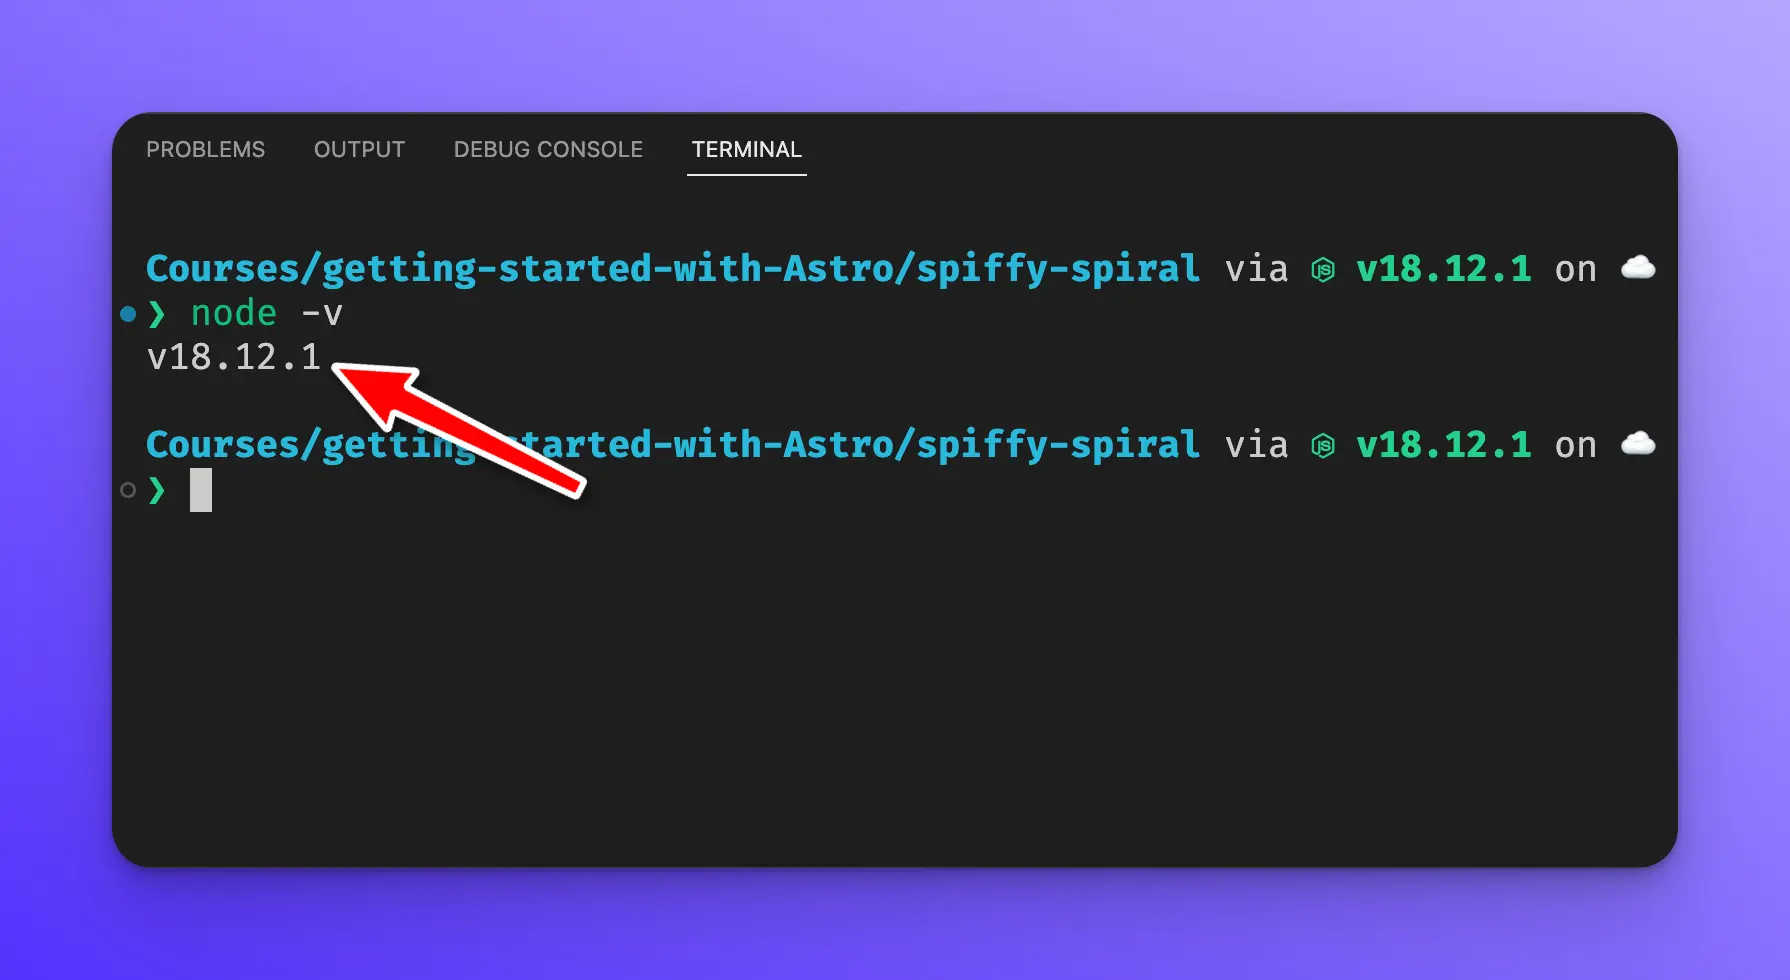 PROBLEMS OUTPUT DEBUG CONSOLE TERMINAL
Courses/getting-started-with-Astro/spiffy-spiral via v18.12.1 on
❯ node -v
v18.12.1
Courses/getting-started-with-Astro/spiffy-spiral via v18.12.1 on
❯